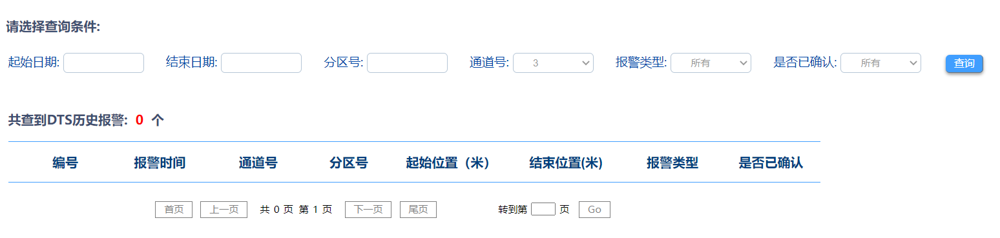 请选择查询条件:
起始日期: 结束日期: 分区号: 通道号: 3 报警类型: 所有 是否已确认: 所有 查询
共查到DTS历史报警: 0 个
编号 报警时间 通道号 分区号 起始位置（米） 结束位置(米) 报警类型 是否已确认
首页 上一页 共 0 页 第 1 页 下一页 尾页 转到第 页 Go